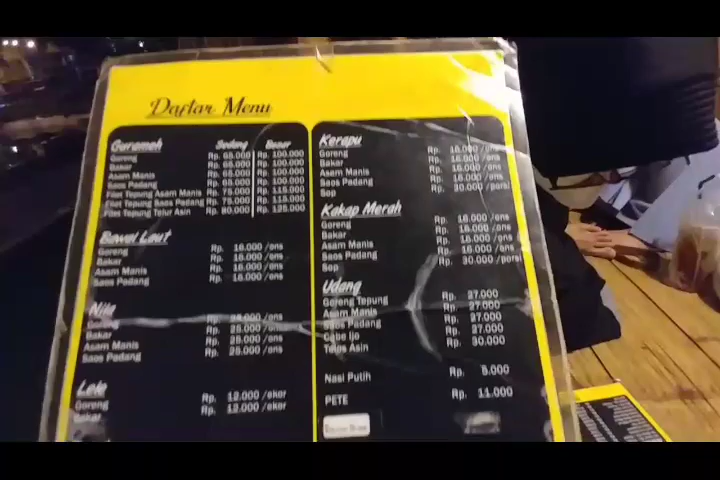 Daftar Menu
Gurameh Sedang Besar
Goreng Rp. 65.000 Rp. 100.000
Bakar Rp. 65.000 Rp. 100.000
Asam Manis Rp. 65.000 Rp. 100.000
Saos Padang Rp. 65.000 Rp. 100.000
Filet Tepung Asam Manis Rp. 75.000 Rp. 115.000
Filet Tepung Saos Padang Rp. 75.000 Rp. 115.000
Filet Tepung Telur Asin Rp. 80.000 Rp. 125.000
Bawal Laut
Goreng Rp. 16.000 /ons
Bakar Rp. 16.000 /ons
Asam Manis Rp. 16.000 /ons
Saos Padang Rp. 16.000 /ons
Nila
Goreng Rp. 25.000 /ons
Bakar Rp. 25.000 /ons
Asam Manis Rp. 25.000 /ons
Saos Padang Rp. 25.000 /ons
Lele
Goreng Rp. 12.000 /ekor
Bakar Rp. 12.000 /ekor
Kerapu
Goreng Rp. 16.000 /ons
Bakar Rp. 16.000 /ons
Asam Manis Rp. 16.000 /ons
Saos Padang Rp. 16.000 /ons
Sop Rp. 30.000 /porsi
Kakap Merah
Goreng Rp. 16.000 /ons
Bakar Rp. 16.000 /ons
Asam Manis Rp. 16.000 /ons
Saos Padang Rp. 16.000 /ons
Sop Rp. 30.000 /porsi
Udang
Goreng Tepung Rp. 27.000
Asam Manis Rp. 27.000
Saos Padang Rp. 27.000
Cabe Ijo Rp. 27.000
Telur Asin Rp. 30.000
Nasi Putih Rp. 5.000
PETE Rp. 11.000